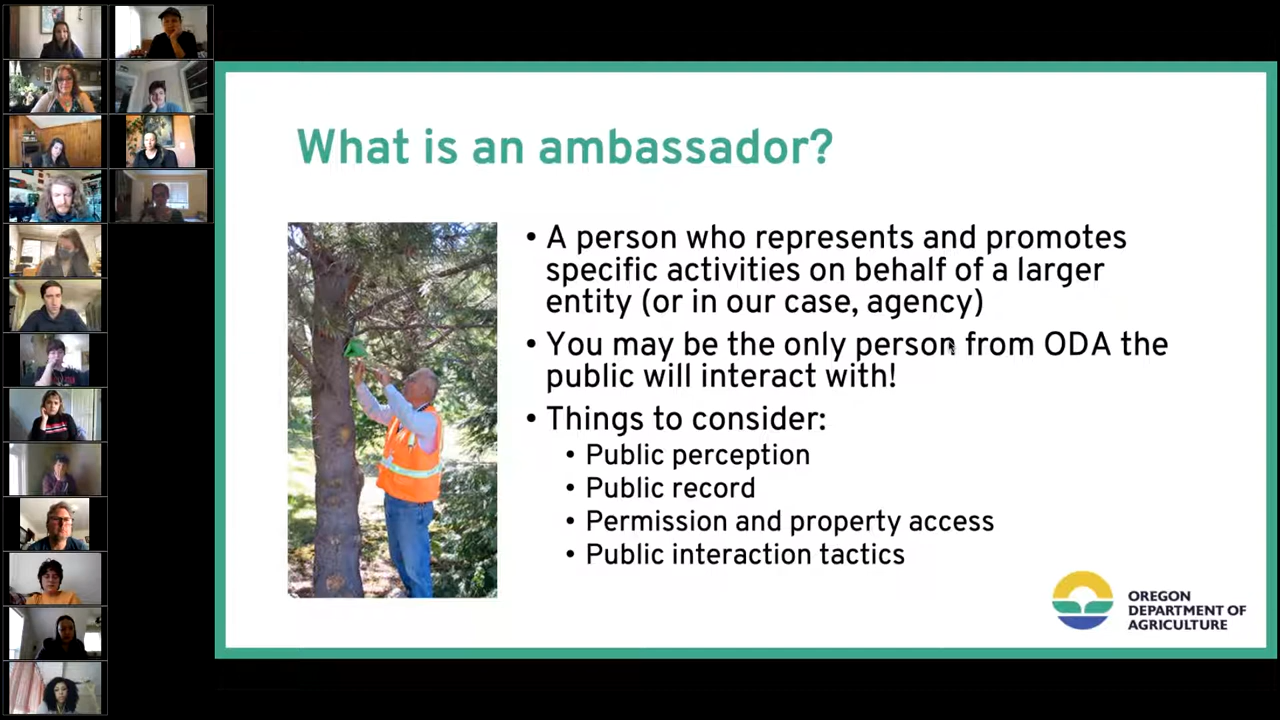 What is an ambassador?
• A person who represents and promotes
specific activities on behalf of a larger
entity (or in our case, agency)
• You may be the only person from ODA the
public will interact with!
• Things to consider:
• Public perception
• Public record
• Permission and property access
• Public interaction tactics
OREGON
DEPARTMENT OF
AGRICULTURE